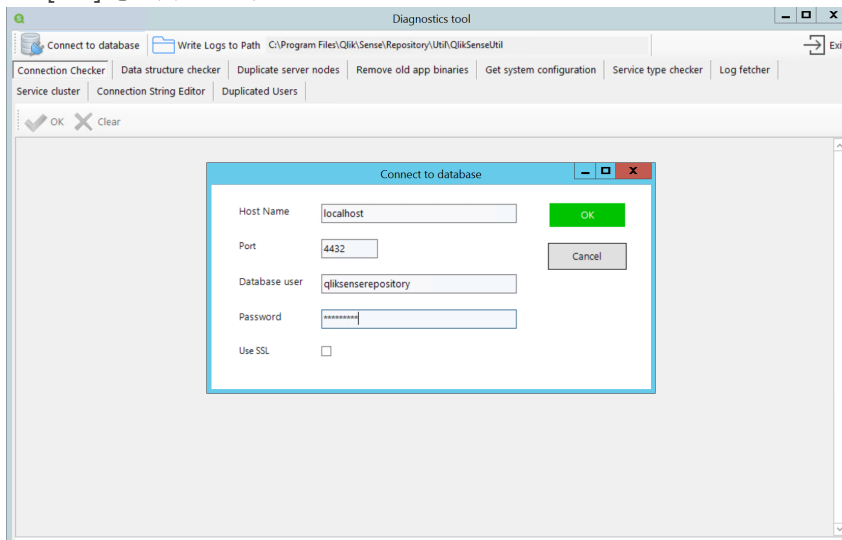 Diagnostics tool
Connect to database Write Logs to Path C:\Program Files\Qlik\Sense\Repository\Util\QlikSenseUtil Exi
Connection Checker Data structure checker Duplicate server nodes Remove old app binaries Get system configuration Service type checker Log fetcher
Service cluster Connection String Editor Duplicated Users
OK Clear
Connect to database
Host Name localhost OK
Port 4432 Cancel
Database user qliksenserepository
Password *********
Use SSL